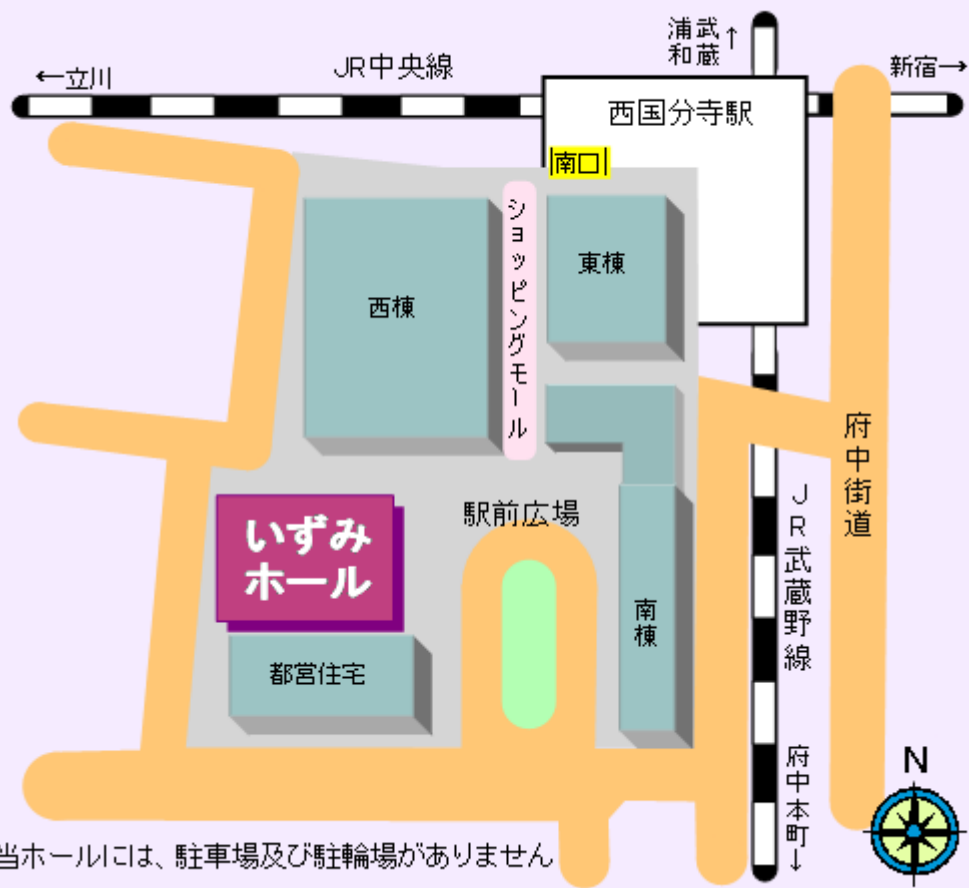 浦和 武蔵↑
←立川
JR中央線
新宿→
西国分寺駅
南口
ショッピングモール
東棟
西棟
府中街道
いずみ
ホール
駅前広場
JR武蔵野線
南棟
都営住宅
府中本町↓
N
当ホールには、駐車場及び駐輪場がありません